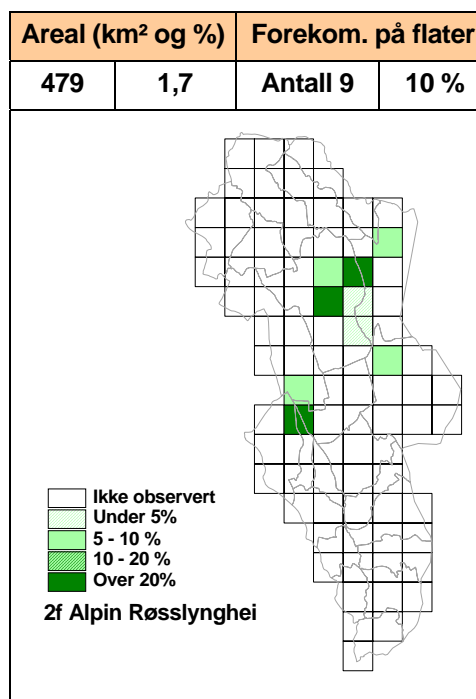 Areal (km² og %) Forekom. på flater
479 1,7 Antall 9 10 %
Ikke observert
Under 5%
5 - 10 %
10 - 20 %
Over 20%
2f Alpin Røsslynghei